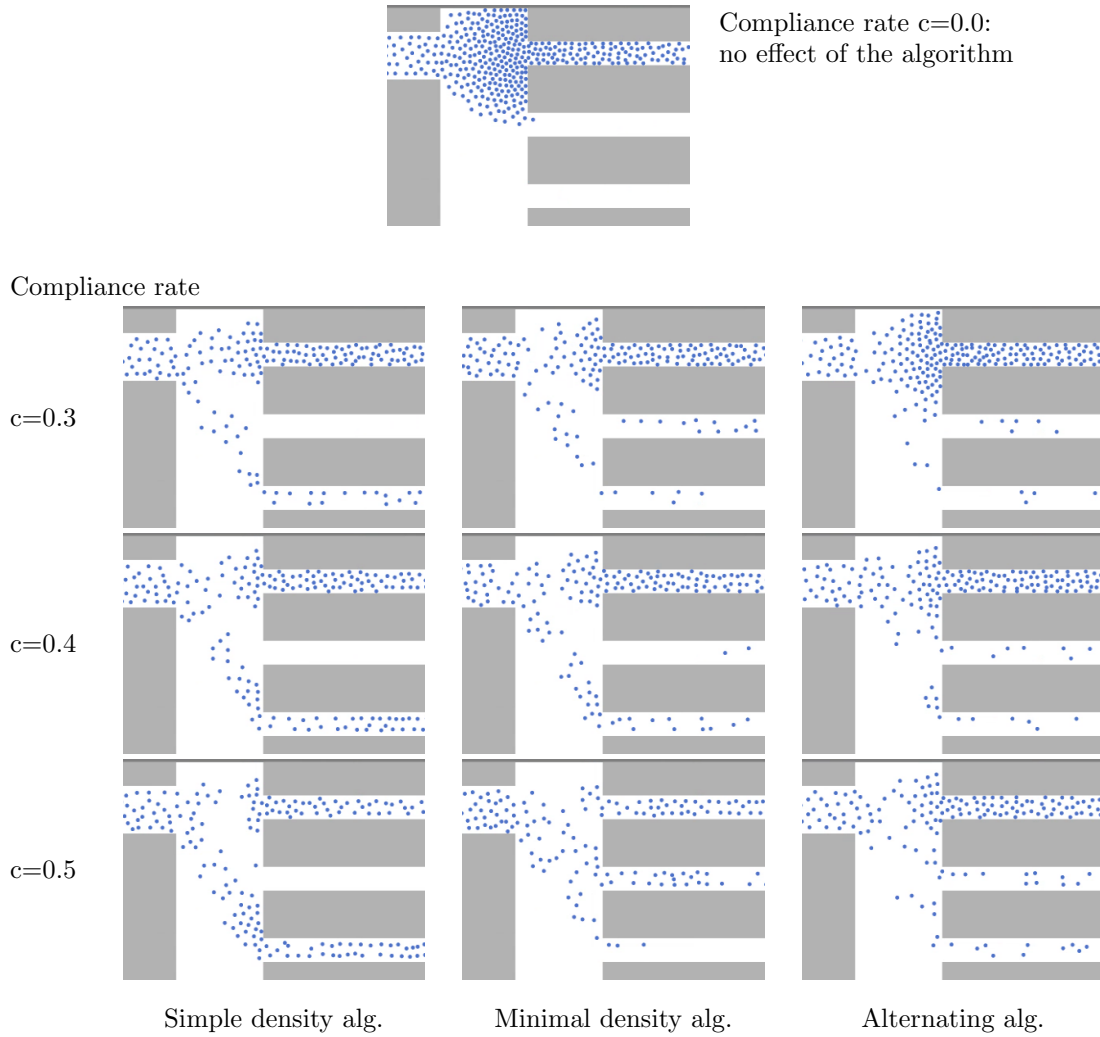 Compliance rate c=0.0:
no effect of the algorithm
Compliance rate
c=0.3
c=0.4
c=0.5
Simple density alg.
Minimal density alg.
Alternating alg.